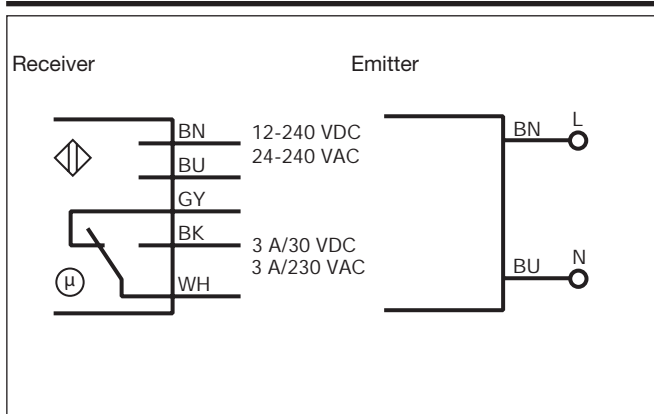 Receiver
Emitter
BN
BU
GY
BK
WH
12-240 VDC
24-240 VAC
3 A/30 VDC
3 A/230 VAC
µ
BN
L
BU
N